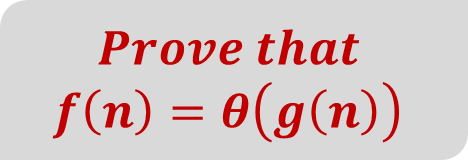 Prove that
f(n) = θ(g(n))